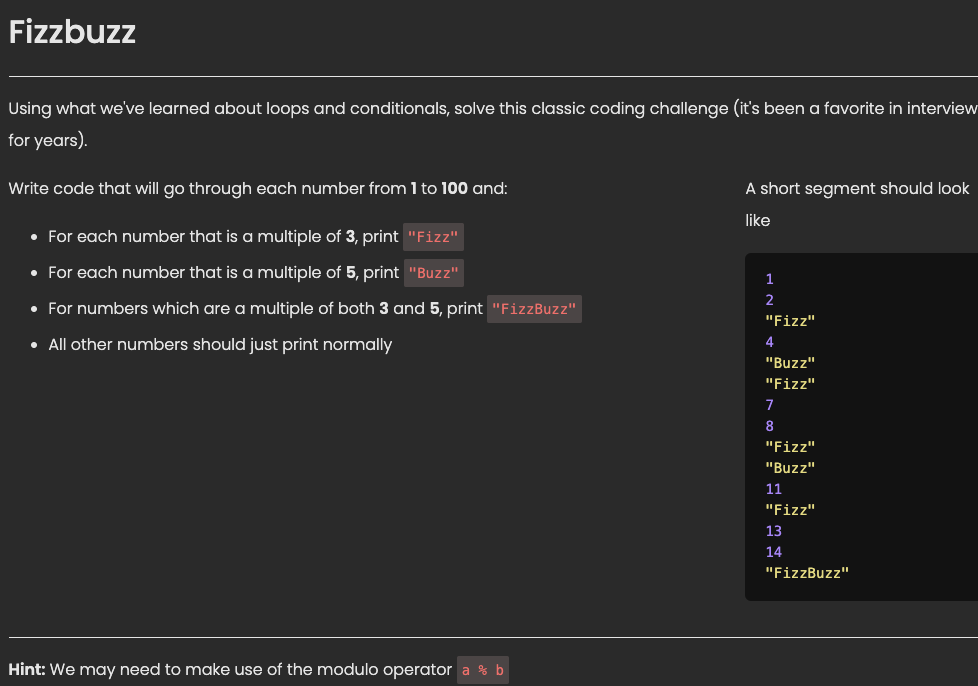 Fizzbuzz
Using what we've learned about loops and conditionals, solve this classic coding challenge (it's been a favorite in interview
for years).
Write code that will go through each number from 1 to 100 and:
For each number that is a multiple of 3, print "Fizz"
For each number that is a multiple of 5, print "Buzz"
For numbers which are a multiple of both 3 and 5, print "FizzBuzz"
All other numbers should just print normally
A short segment should look
like
1
2
"Fizz"
4
"Buzz"
"Fizz"
7
8
"Fizz"
"Buzz"
11
"Fizz"
13
14
"FizzBuzz"
Hint: We may need to make use of the modulo operator a % b